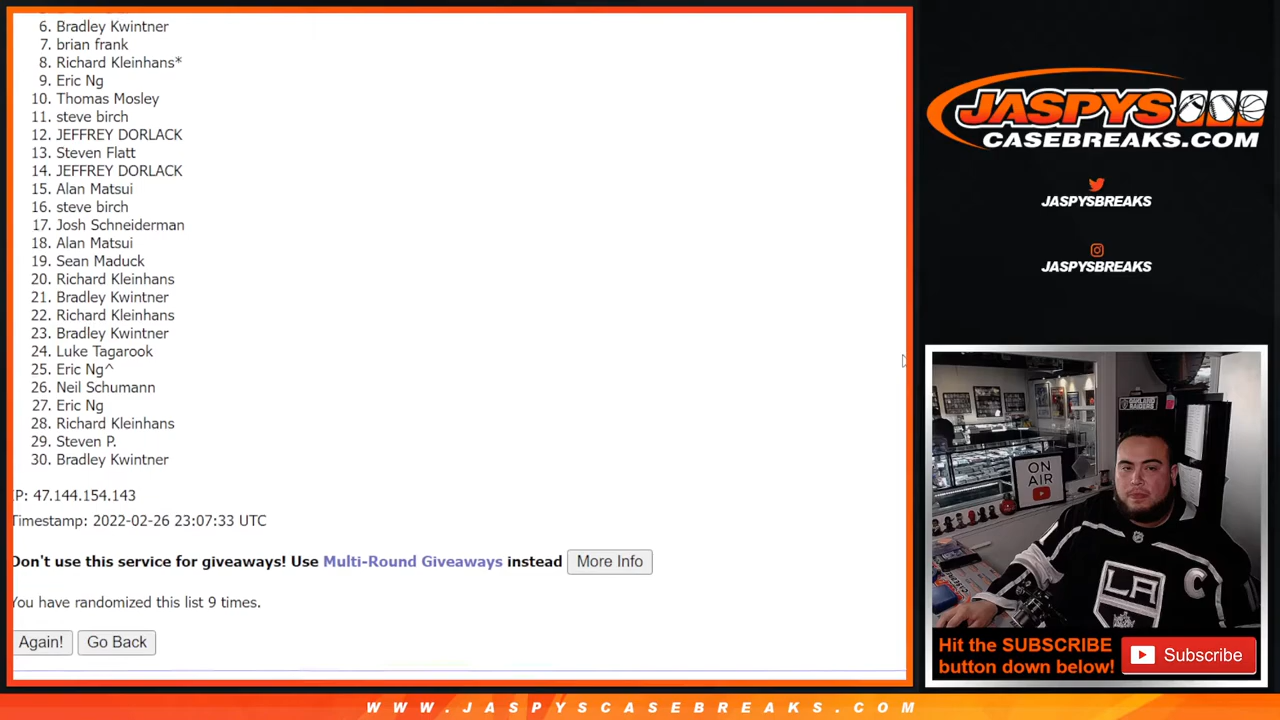 6. Bradley Kwintner
7. brian frank
8. Richard Kleinhans*
9. Eric Ng
10. Thomas Mosley
11. steve birch
12. JEFFREY DORLACK
13. Steven Flatt
14. JEFFREY DORLACK
15. Alan Matsui
16. steve birch
17. Josh Schneiderman
18. Alan Matsui
19. Sean Maduck
20. Richard Kleinhans
21. Bradley Kwintner
22. Richard Kleinhans
23. Bradley Kwintner
24. Luke Tagarook
25. Eric Ng^
26. Neil Schumann
27. Eric Ng
28. Richard Kleinhans
29. Steven P.
30. Bradley Kwintner
IP: 47.144.154.143
Timestamp: 2022-02-26 23:07:33 UTC
Don't use this service for giveaways! Use Multi-Round Giveaways instead More Info
You have randomized this list 9 times.
Again! Go Back
JASPYS
CASEBREAKS.COM
JASPYSBREAKS
JASPYSBREAKS
OAKLAND
RAIDERS
ON
AIR
LA
C
Hit the SUBSCRIBE
button down below!
Subscribe
WWW.JASPYSCASEBREAKS.COM